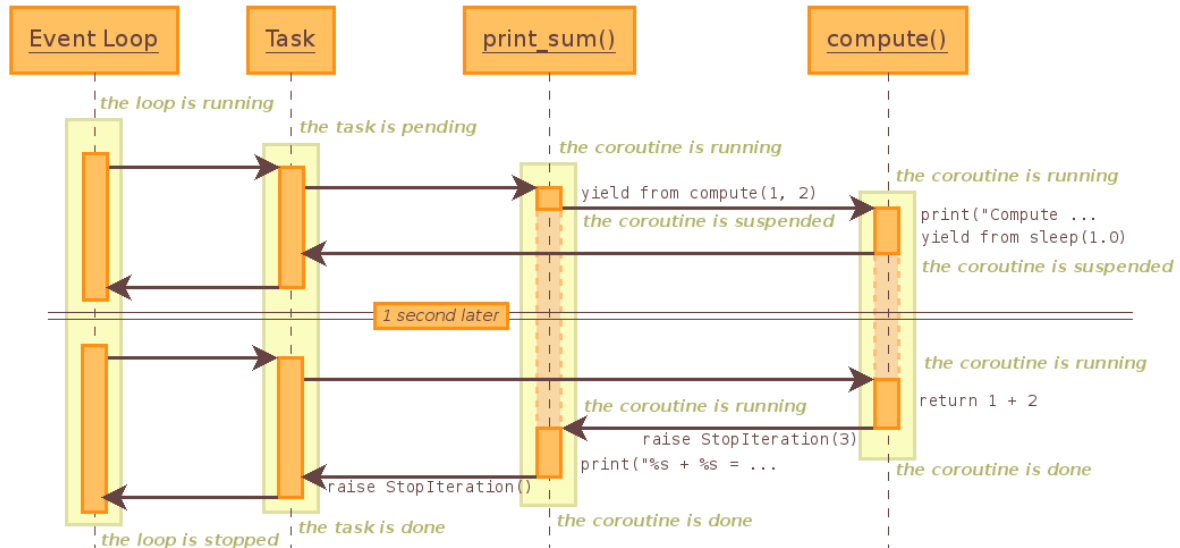 Event Loop
Task
print_sum()
compute()
the loop is running
the task is pending
the coroutine is running
the coroutine is running
yield from compute(1, 2)
the coroutine is suspended
print("Compute ...
yield from sleep(1.0)
the coroutine is suspended
1 second later
the coroutine is running
return 1 + 2
the coroutine is running
raise StopIteration(3)
print("%s + %s = ...
the coroutine is done
raise StopIteration()
the coroutine is done
the task is done
the loop is stopped